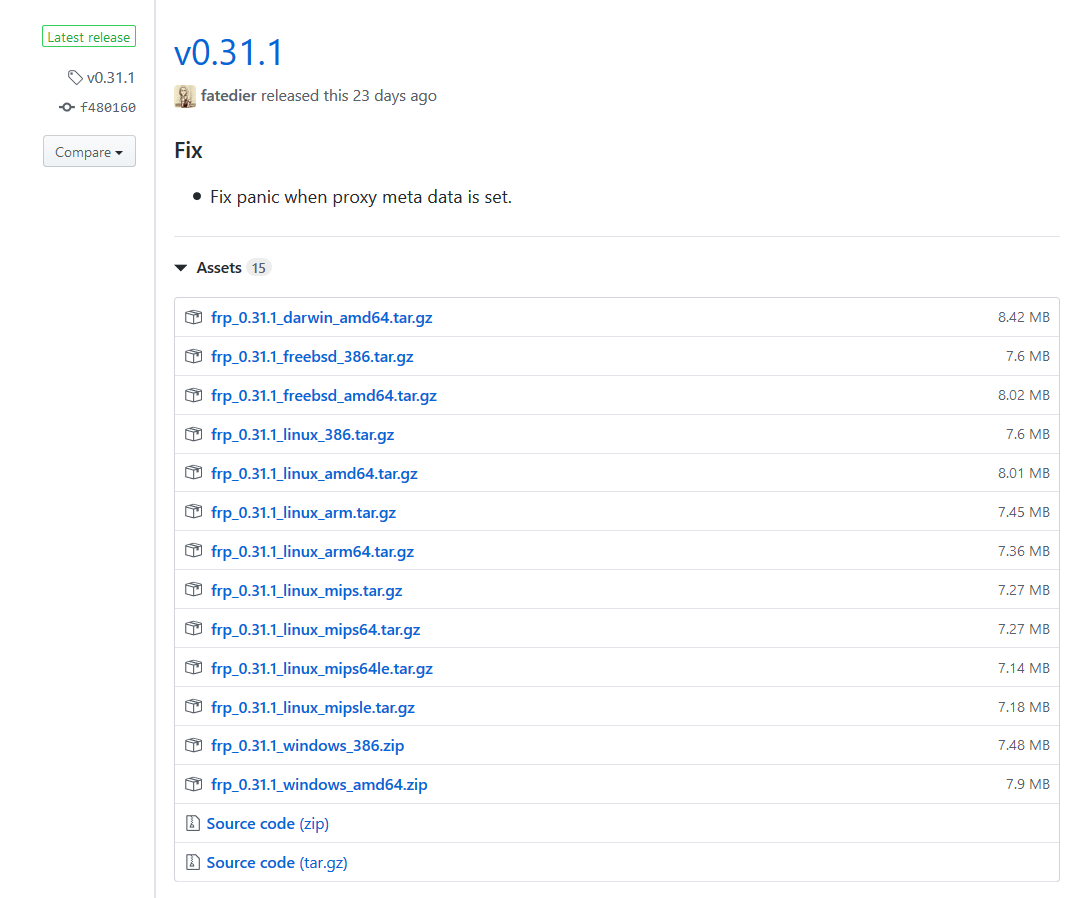 Latest release
v0.31.1
f480160
Compare
v0.31.1
fatedier released this 23 days ago
Fix
Fix panic when proxy meta data is set.
Assets 15
frp_0.31.1_darwin_amd64.tar.gz 8.42 MB
frp_0.31.1_freebsd_386.tar.gz 7.6 MB
frp_0.31.1_freebsd_amd64.tar.gz 8.02 MB
frp_0.31.1_linux_386.tar.gz 7.6 MB
frp_0.31.1_linux_amd64.tar.gz 8.01 MB
frp_0.31.1_linux_arm.tar.gz 7.45 MB
frp_0.31.1_linux_arm64.tar.gz 7.36 MB
frp_0.31.1_linux_mips.tar.gz 7.27 MB
frp_0.31.1_linux_mips64.tar.gz 7.27 MB
frp_0.31.1_linux_mips64le.tar.gz 7.14 MB
frp_0.31.1_linux_mipsle.tar.gz 7.18 MB
frp_0.31.1_windows_386.zip 7.48 MB
frp_0.31.1_windows_amd64.zip 7.9 MB
Source code (zip)
Source code (tar.gz)